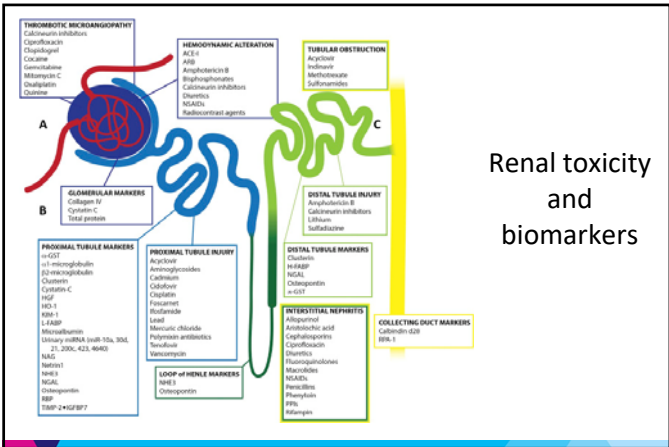 THROMBOTIC MICROANGIOPATHY
Calcineurin inhibitors
Ciprofloxacin
Clopidogrel
Cocaine
Gemcitabine
Mitomycin C
Oxaliplatin
Quinine
HEMODYNAMIC ALTERATION
ACE-I
ARB
Amphotericin B
Bisphosphonates
Calcineurin inhibitors
Diuretics
NSAIDs
Radiocontrast agents
TUBULAR OBSTRUCTION
Acyclovir
Indinavir
Methotrexate
Sulfonamides
A
C
B
GLOMERULAR MARKERS
Collagen IV
Cystatin C
Total protein
DISTAL TUBULE INJURY
Amphotericin B
Calcineurin inhibitors
Lithium
Sulfadiazine
PROXIMAL TUBULE MARKERS
α-GST
α1-microglobulin
β2-microglobulin
Clusterin
Cystatin-C
HGF
HO-1
KIM-1
L-FABP
Microalbumin
Urinary miRNA (miR-10a, 30d,
21, 200c, 423, 4640)
NAG
Netrin1
NHE3
NGAL
Osteopontin
RBP
TIMP-2•IGFBP7
PROXIMAL TUBULE INJURY
Acyclovir
Aminoglycosides
Cadmium
Cidofovir
Cisplatin
Foscarnet
Ifosfamide
Lead
Mercuric chloride
Polymixin antibiotics
Tenofovir
Vancomycin
DISTAL TUBULE MARKERS
Clusterin
H-FABP
NGAL
Osteopontin
π-GST
LOOP OF HENLE MARKERS
NHE3
Osteopontin
INTERSTITIAL NEPHRITIS
Allopurinol
Aristolochic acid
Cephalosporins
Ciprofloxacin
Diuretics
Fluoroquinolones
Macrolides
NSAIDs
Penicillins
Phenytoin
PPIs
Rifampin
COLLECTING DUCT MARKERS
Calbindin d28
RPA-1
Renal toxicity
and
biomarkers